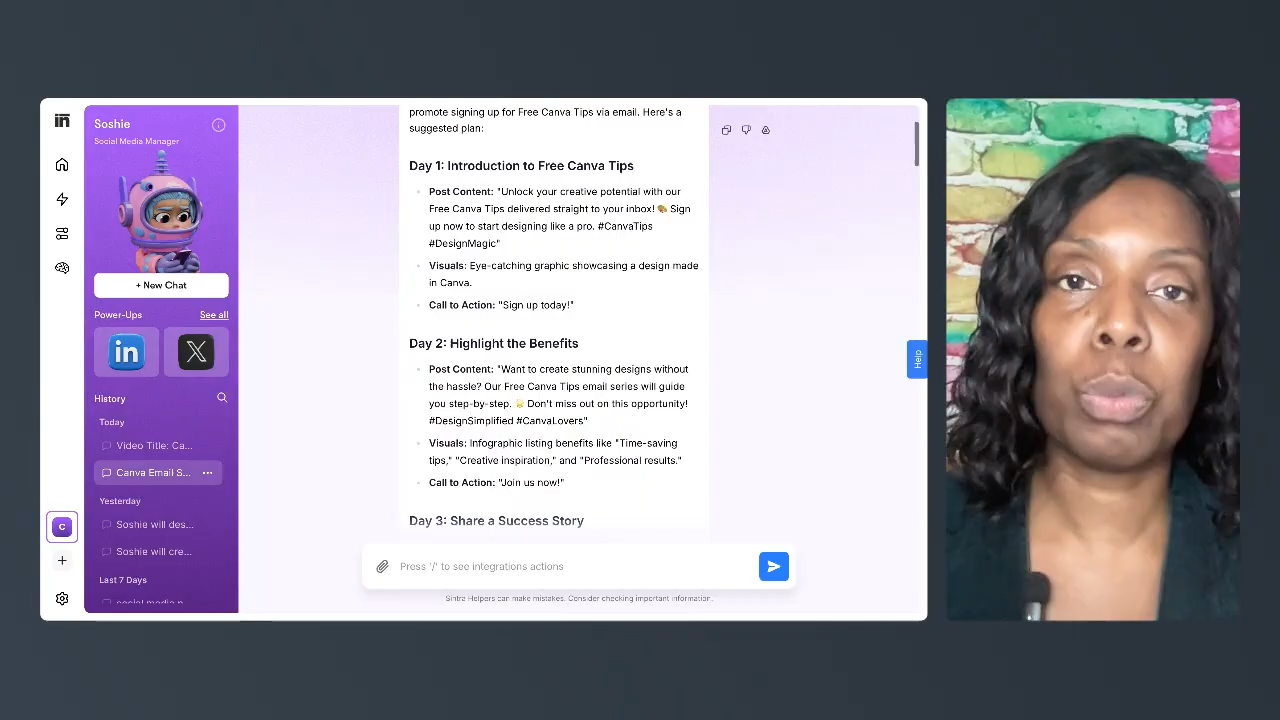 Soshie
Social Media Manager
+ New Chat
Power-Ups
See all
in
X
History
Today
Video Title: Ca...
Canva Email S...
Yesterday
Soshie will des...
Soshie will cre...
Last 7 Days
C
promote signing up for Free Canva Tips via email. Here's a
suggested plan:
Day 1: Introduction to Free Canva Tips
Post Content: "Unlock your creative potential with our
Free Canva Tips delivered straight to your inbox! 🎨 Sign
up now to start designing like a pro. #CanvaTips
#DesignMagic"
Visuals: Eye-catching graphic showcasing a design made
in Canva.
Call to Action: "Sign up today!"
Day 2: Highlight the Benefits
Post Content: "Want to create stunning designs without
the hassle? Our Free Canva Tips email series will guide
you step-by-step. 💡 Don't miss out on this opportunity!
#DesignSimplified #CanvaLovers"
Visuals: Infographic listing benefits like "Time-saving
tips," "Creative inspiration," and "Professional results."
Call to Action: "Join us now!"
Day 3: Share a Success Story
Press '/' to see integrations actions
Sintra Helpers can make mistakes. Consider checking important information.
Help